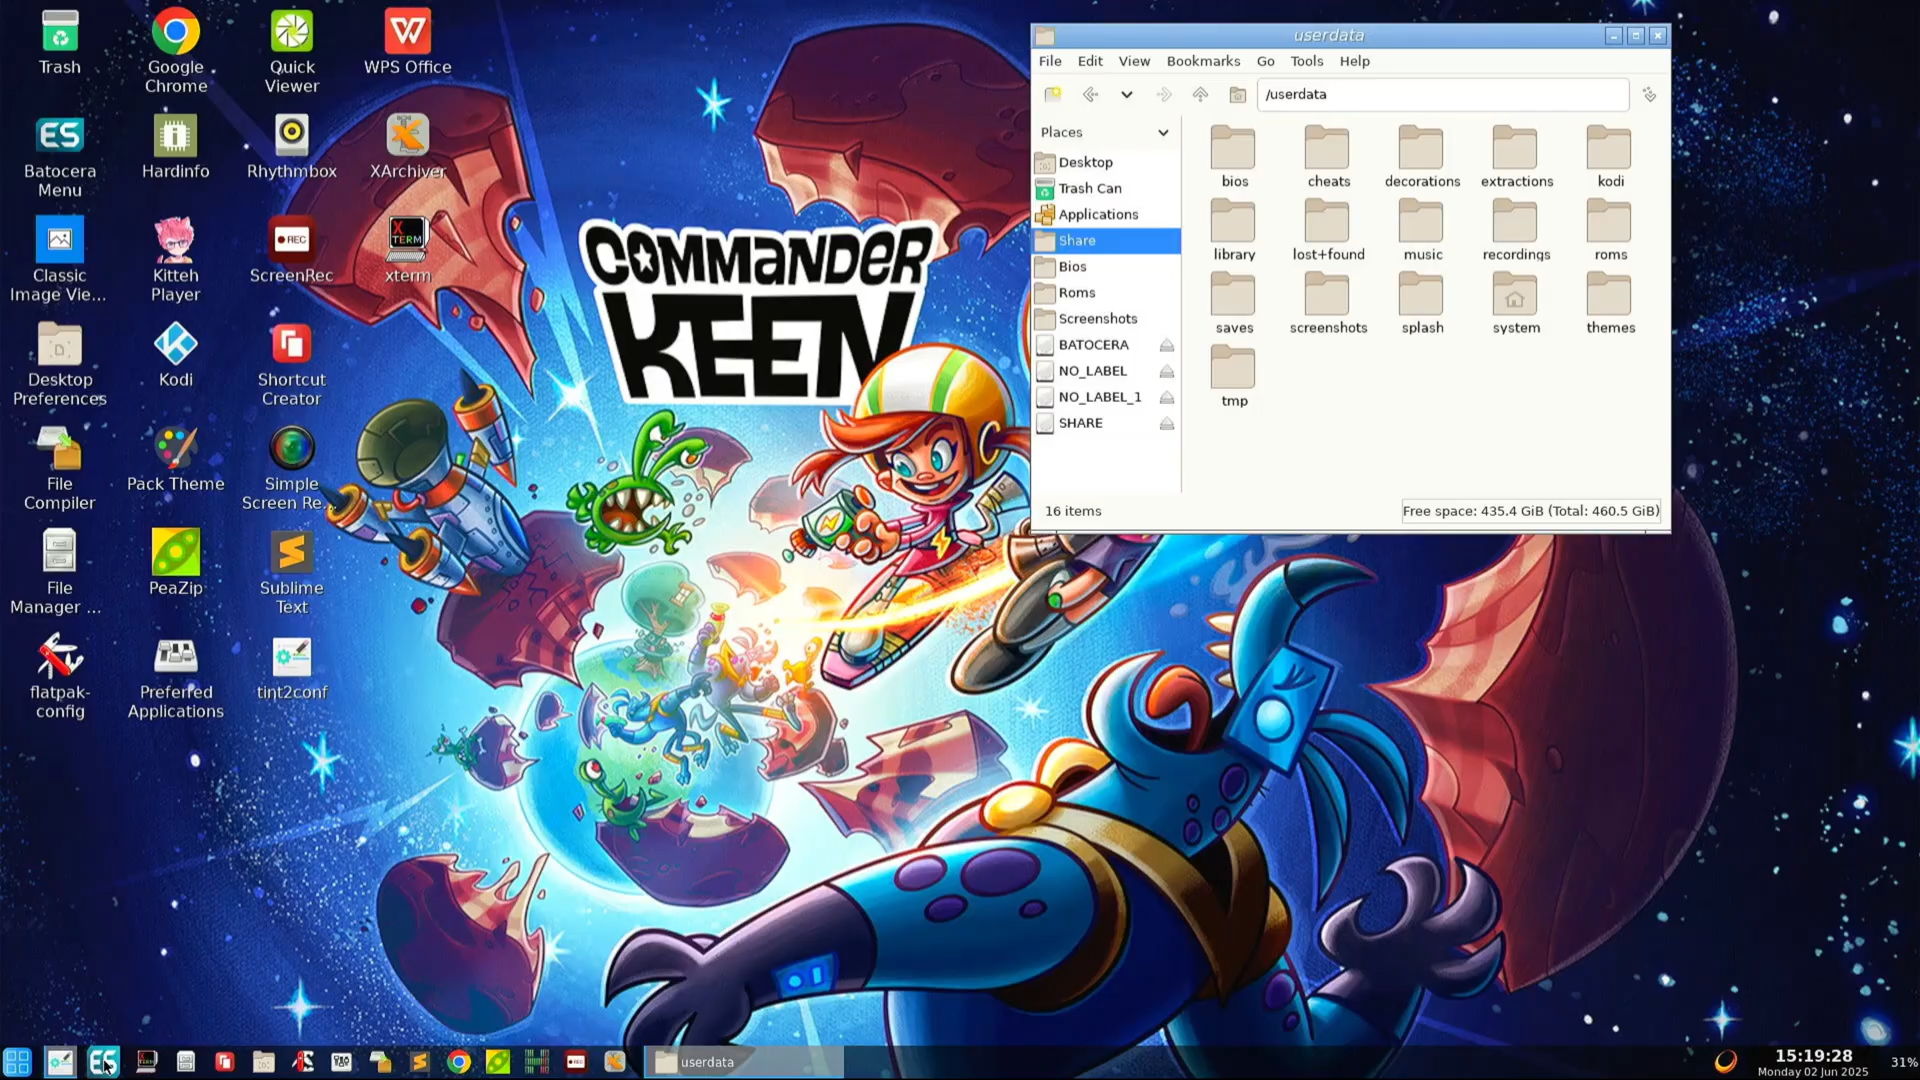 Trash
Google
Chrome
Quick
Viewer
WPS Office
ES
Batocera
Menu
Hardinfo
Rhythmbox
XArchiver
Classic
Image Vie...
Kitteh
Player
REC
ScreenRec
X
TERM
xterm
Desktop
Preferences
Kodi
Shortcut
Creator
File
Compiler
Pack Theme
Simple
Screen Re...
File
Manager ...
PeaZip
Sublime
Text
flatpak-
config
Preferred
Applications
tint2conf
COMMANDER
KEEN
userdata
File Edit View Bookmarks Go Tools Help
/userdata
Places
Desktop
Trash Can
Applications
Share
Bios
Roms
Screenshots
BATOCERA
NO_LABEL
NO_LABEL_1
SHARE
bios cheats decorations extractions kodi
library lost+found music recordings roms
saves screenshots splash system themes
tmp
16 items
Free space: 435.4 GiB (Total: 460.5 GiB)
ES
userdata
15:19:28
Monday 02 Jun 2025
31%